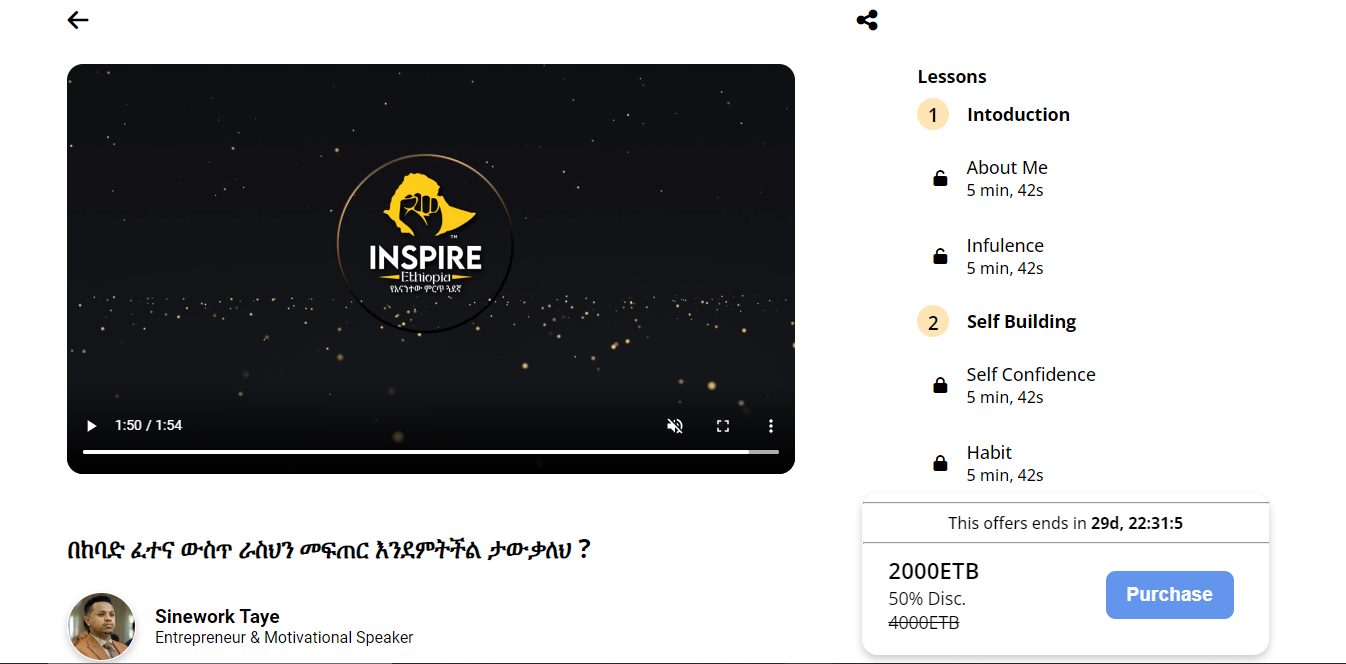 INSPIRE
Ethiopia
የእናንተው ምርጥ ጓደኛ
TM
1:50 / 1:54
በከባድ ፈተና ውስጥ ራስህን መፍጠር እንደምትችል ታውቃለህ ?
Sinework Taye
Entrepreneur & Motivational Speaker
Lessons
1 Intoduction
About Me
5 min, 42s
Infulence
5 min, 42s
2 Self Building
Self Confidence
5 min, 42s
Habit
5 min, 42s
This offers ends in 29d, 22:31:5
2000ETB
50% Disc.
4000ETB
Purchase